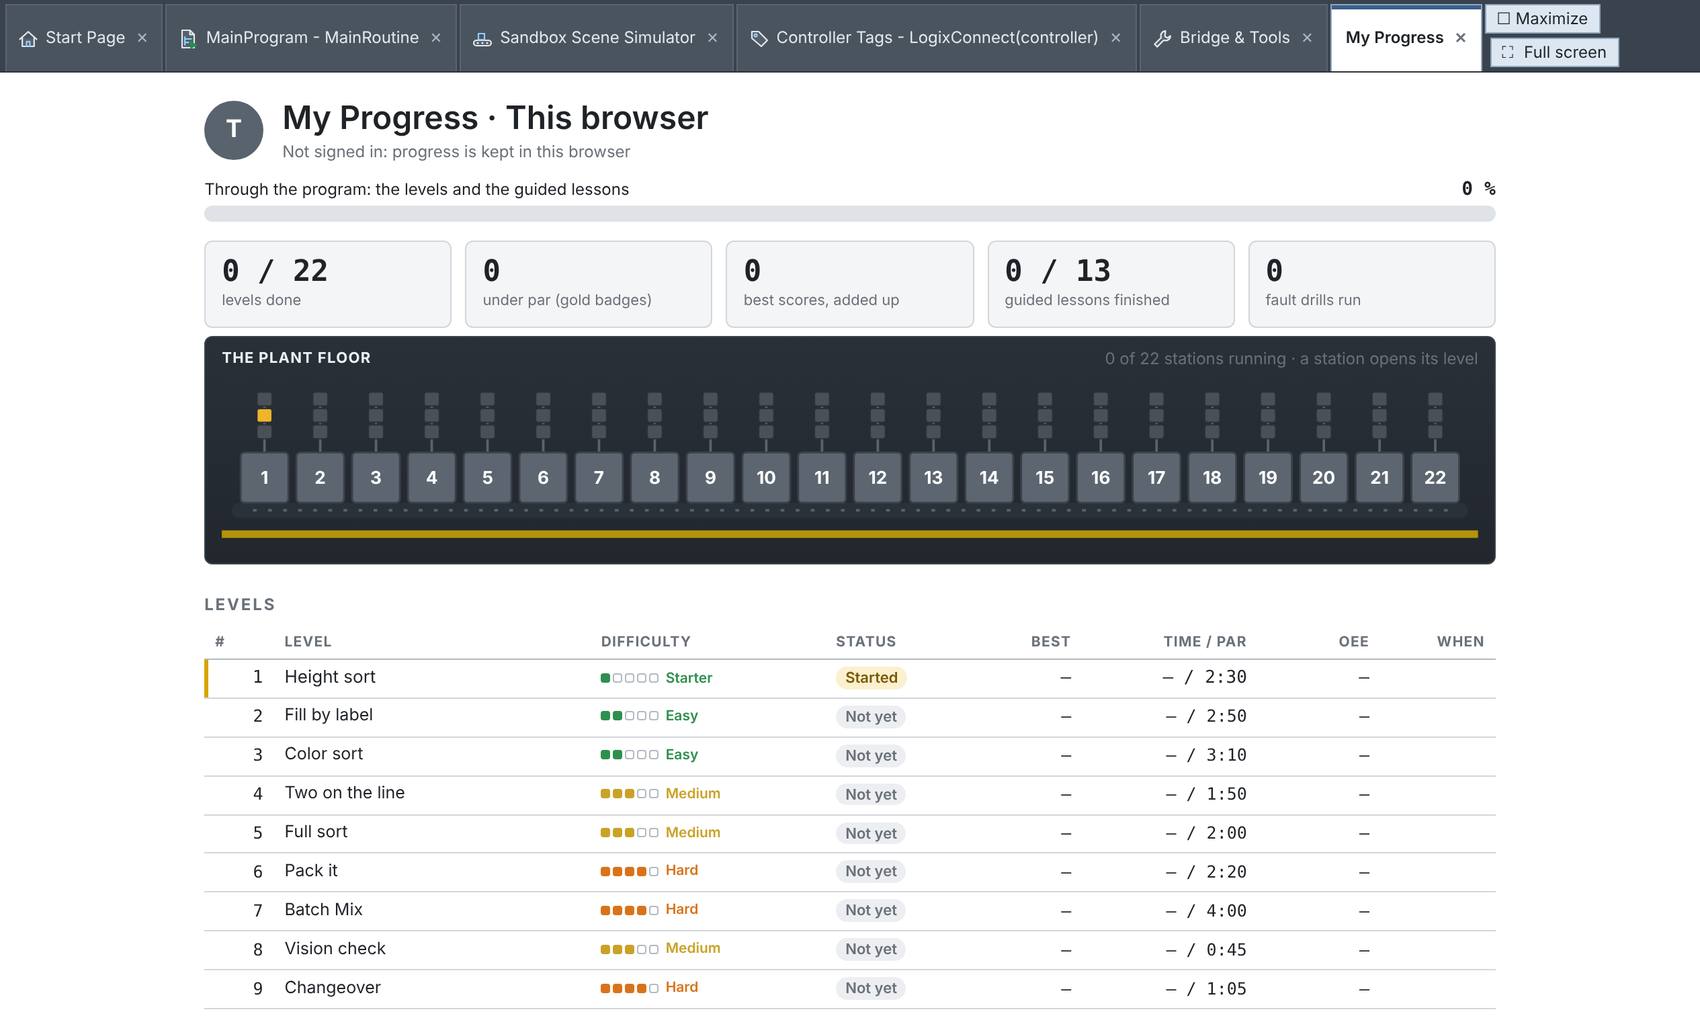 Start Page ×
MainProgram - MainRoutine ×
Sandbox Scene Simulator ×
Controller Tags - LogixConnect(controller) ×
Bridge & Tools ×
My Progress ×
Maximize
Full screen
T
My Progress · This browser
Not signed in: progress is kept in this browser
Through the program: the levels and the guided lessons 0 %
0 / 22
levels done
0
under par (gold badges)
0
best scores, added up
0 / 13
guided lessons finished
0
fault drills run
THE PLANT FLOOR 0 of 22 stations running · a station opens its level
1 2 3 4 5 6 7 8 9 10 11 12 13 14 15 16 17 18 19 20 21 22
LEVELS
# LEVEL DIFFICULTY STATUS BEST TIME / PAR OEE WHEN
1 Height sort Starter Started – – / 2:30 –
2 Fill by label Easy Not yet – – / 2:50 –
3 Color sort Easy Not yet – – / 3:10 –
4 Two on the line Medium Not yet – – / 1:50 –
5 Full sort Medium Not yet – – / 2:00 –
6 Pack it Hard Not yet – – / 2:20 –
7 Batch Mix Hard Not yet – – / 4:00 –
8 Vision check Medium Not yet – – / 0:45 –
9 Changeover Hard Not yet – – / 1:05 –